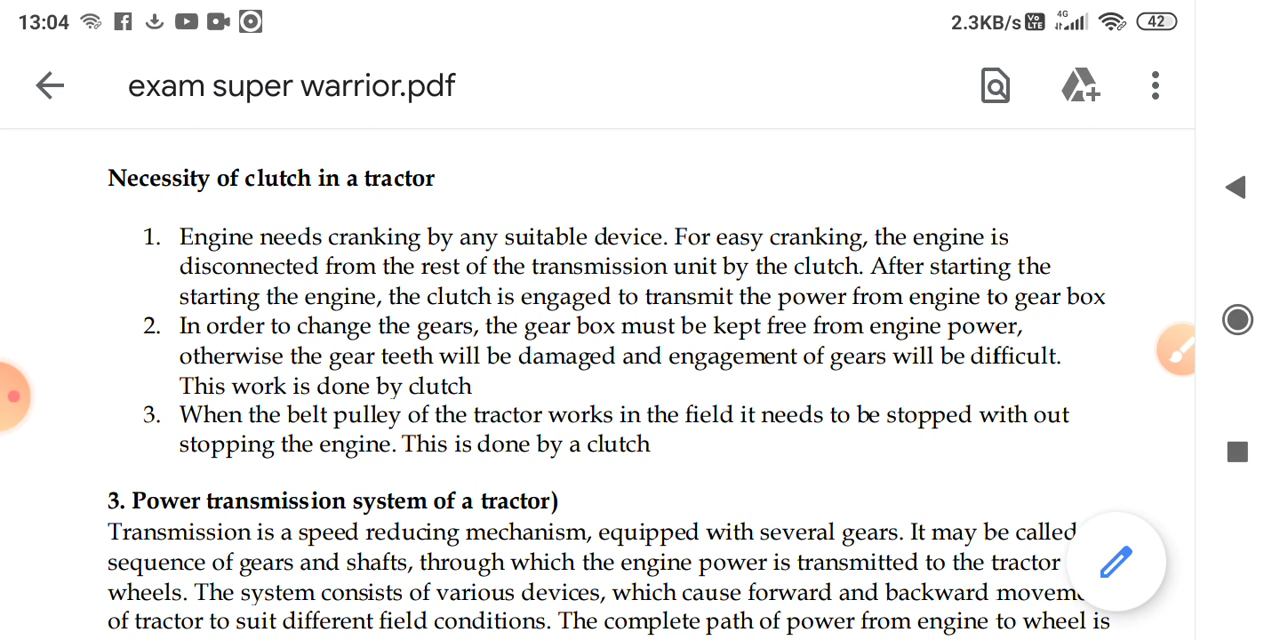 13:04 2.3KB/s Vo LTE 4G 42
exam super warrior.pdf
Necessity of clutch in a tractor
1. Engine needs cranking by any suitable device. For easy cranking, the engine is
disconnected from the rest of the transmission unit by the clutch. After starting the
starting the engine, the clutch is engaged to transmit the power from engine to gear box
2. In order to change the gears, the gear box must be kept free from engine power,
otherwise the gear teeth will be damaged and engagement of gears will be difficult.
This work is done by clutch
3. When the belt pulley of the tractor works in the field it needs to be stopped with out
stopping the engine. This is done by a clutch
3. Power transmission system of a tractor)
Transmission is a speed reducing mechanism, equipped with several gears. It may be called
sequence of gears and shafts, through which the engine power is transmitted to the tractor
wheels. The system consists of various devices, which cause forward and backward
of tractor to suit different field conditions. The complete path of power from engine to wheel is